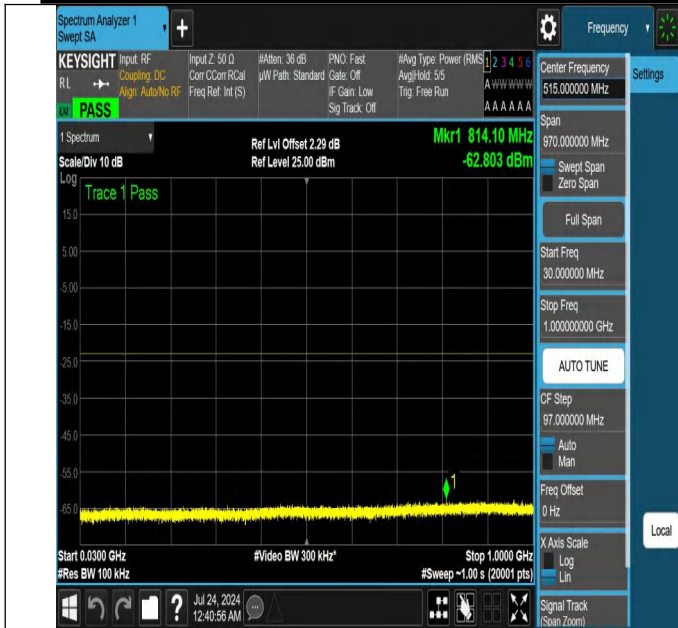 Spectrum Analyzer 1
Swept SA
+
Frequency
KEYSIGHT
RL
LXI
PASS
Input: RF
Coupling: DC
Align: Auto/No RF
Input Z: 50 Ω
Corr CCorr RCal
Freq Ref: Int (S)
#Atten: 36 dB
µW Path: Standard
PNO: Fast
Gate: Off
IF Gain: Low
Sig Track: Off
#Avg Type: Power (RMS
Avg|Hold: 5/5
Trig: Free Run
1 2 3 4 5 6
A W W W W W
A A A A A A
1 Spectrum
Scale/Div 10 dB
Ref Lvl Offset 2.29 dB
Ref Level 25.00 dBm
Mkr1 814.10 MHz
-62.803 dBm
Log
Trace 1 Pass
15.0
5.00
-5.00
-15.0
-25.0
-35.0
-45.0
-55.0
-65.0
1
Start 0.0300 GHz
#Res BW 100 kHz
#Video BW 300 kHz*
Stop 1.0000 GHz
#Sweep ~1.00 s (20001 pts)
?
Jul 24, 2024
12:40:56 AM
Center Frequency
515.000000 MHz
Span
970.000000 MHz
Swept Span
Zero Span
Full Span
Start Freq
30.000000 MHz
Stop Freq
1.000000000 GHz
AUTO TUNE
CF Step
97.000000 MHz
Auto
Man
Freq Offset
0 Hz
X Axis Scale
Log
Lin
Signal Track
(Span Zoom)
Settings
Local